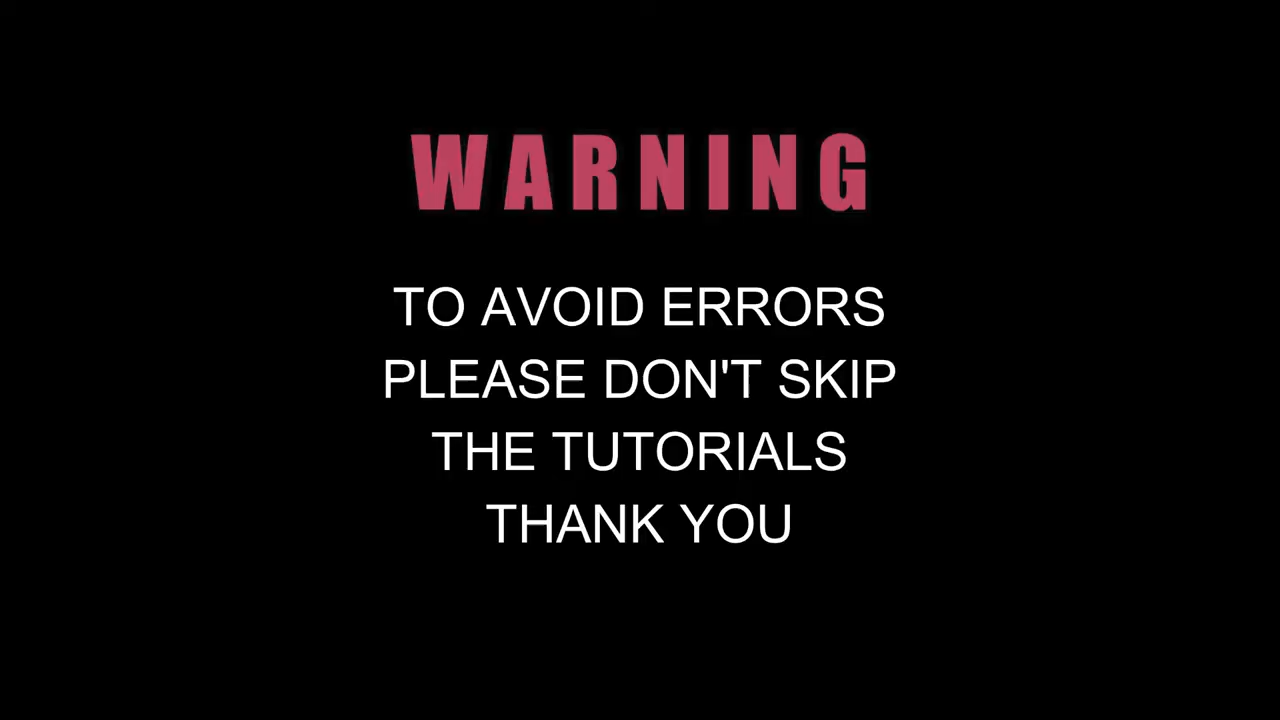 WARNING
TO AVOID ERRORS
PLEASE DON'T SKIP
THE TUTORIALS
THANK YOU